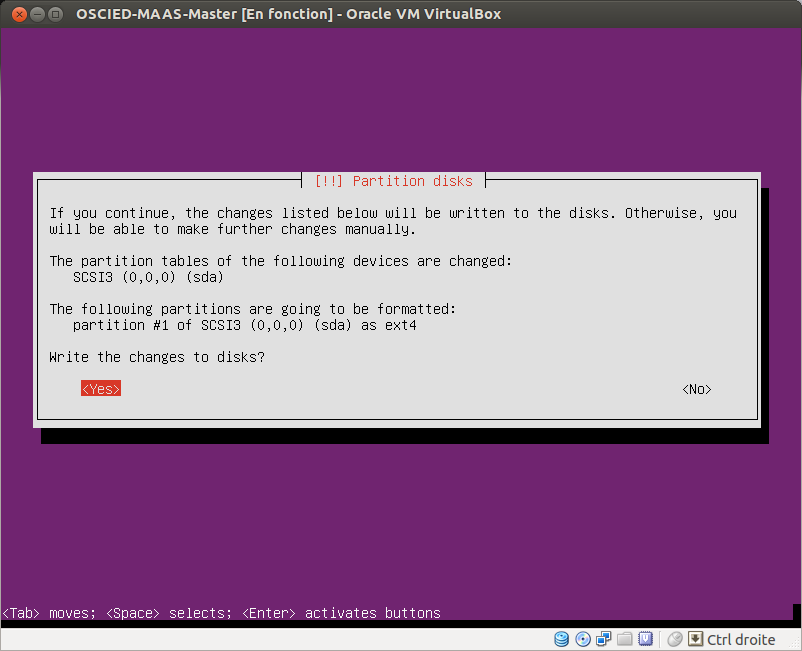 OSCIED-MAAS-Master [En fonction] - Oracle VM VirtualBox
[!!] Partition disks
If you continue, the changes listed below will be written to the disks. Otherwise, you
will be able to make further changes manually.
The partition tables of the following devices are changed:
SCSI3 (0,0,0) (sda)
The following partitions are going to be formatted:
partition #1 of SCSI3 (0,0,0) (sda) as ext4
Write the changes to disks?
<Yes> <No>
<Tab> moves; <Space> selects; <Enter> activates buttons
Ctrl droite